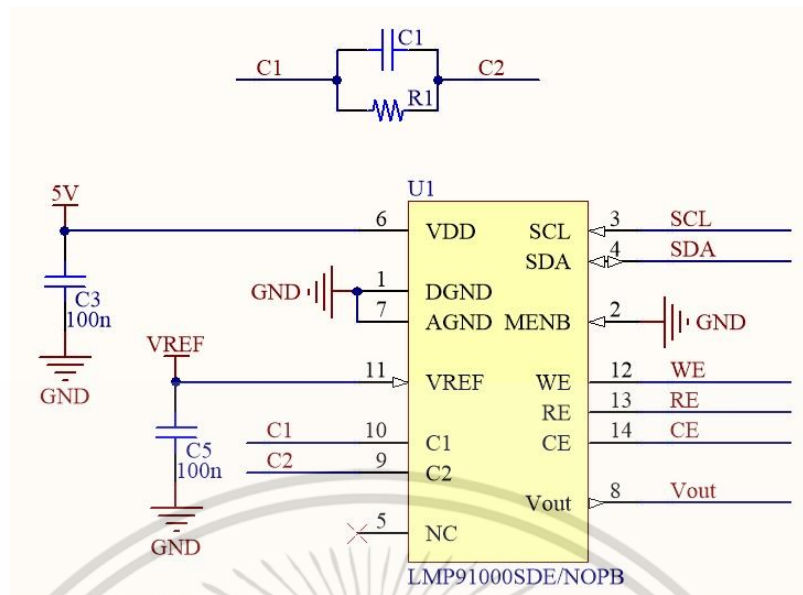 C1
C1
C2
R1
U1
5V
6 VDD
SCL 3 SCL
SDA 4 SDA
C3
100n
GND
GND
1 DGND
7 AGND
MENB 2 GND
VREF
11 VREF
WE 12 WE
RE 13 RE
CE 14 CE
C5
100n
GND
C1 10 C1
C2 9 C2
Vout 8 Vout
5 NC
LMP91000SDE/NOPB